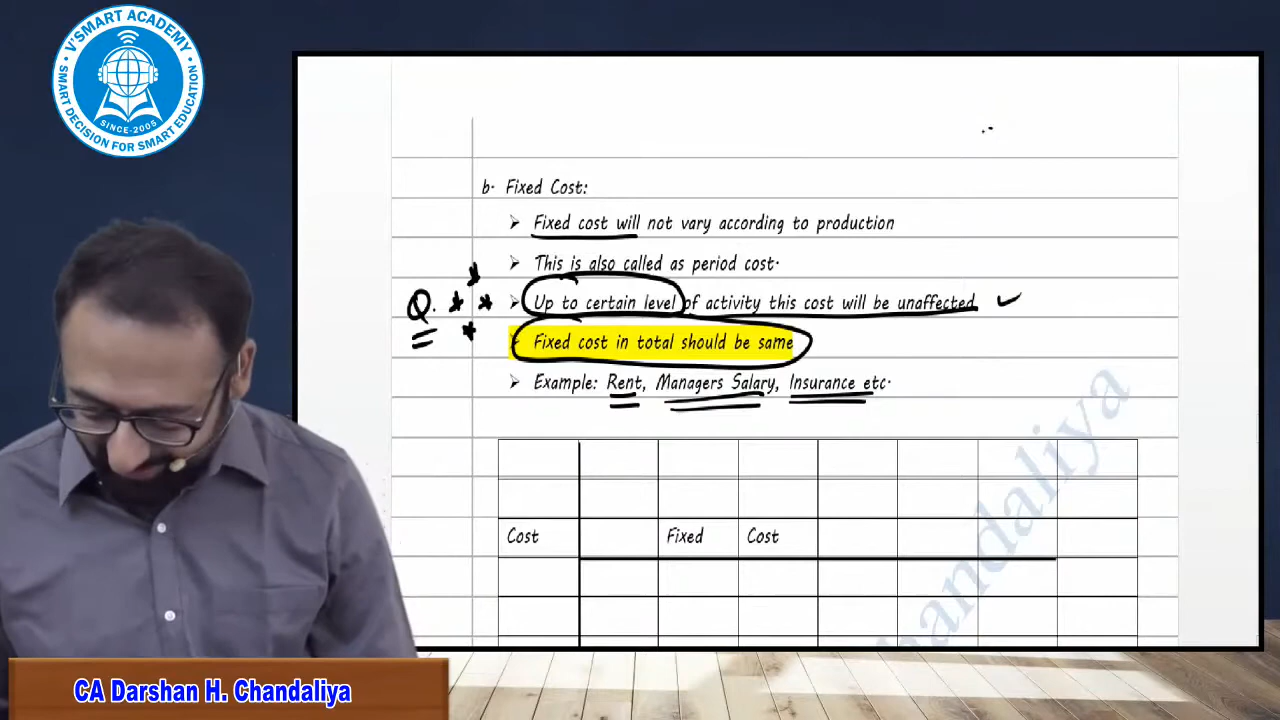 V'SMART ACADEMY
SINCE-2005
SMART DECISION FOR SMART EDUCATION
b. Fixed Cost:
➢ Fixed cost will not vary according to production
➢ This is also called as period cost.
Q. ➢ Up to certain level of activity this cost will be unaffected
➢ Fixed cost in total should be same
➢ Example: Rent, Managers Salary, Insurance etc.
Cost Fixed Cost
CA Darshan H. Chandaliya